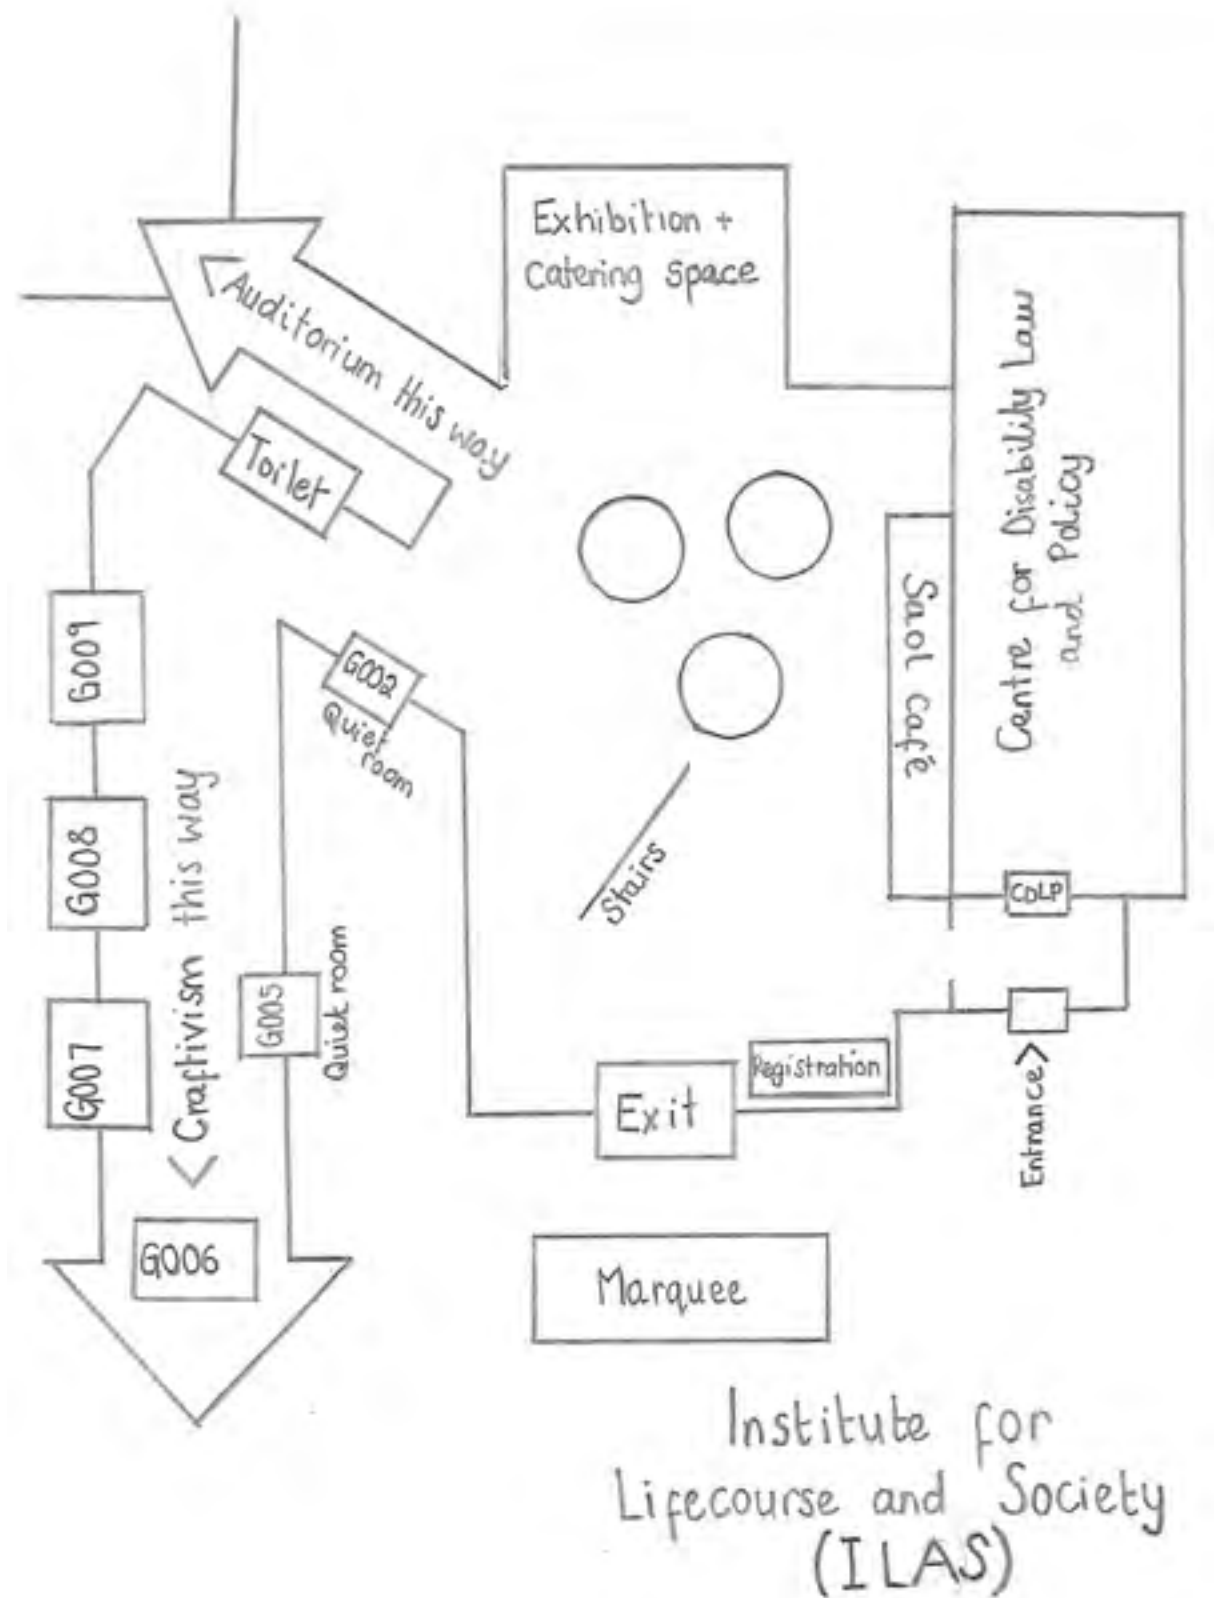 Exhibition +
Catering space
< Auditorium this way
Toilet
Centre for Disability Law
and Policy
Saol Café
G009
G002
Quiet
room
G008
< Craftivism this way
Stairs
CDLP
G005
Quiet room
G007
Registration
Exit
Entrance >
G006
Marquee
Institute for
Lifecourse and Society
(ILAS)